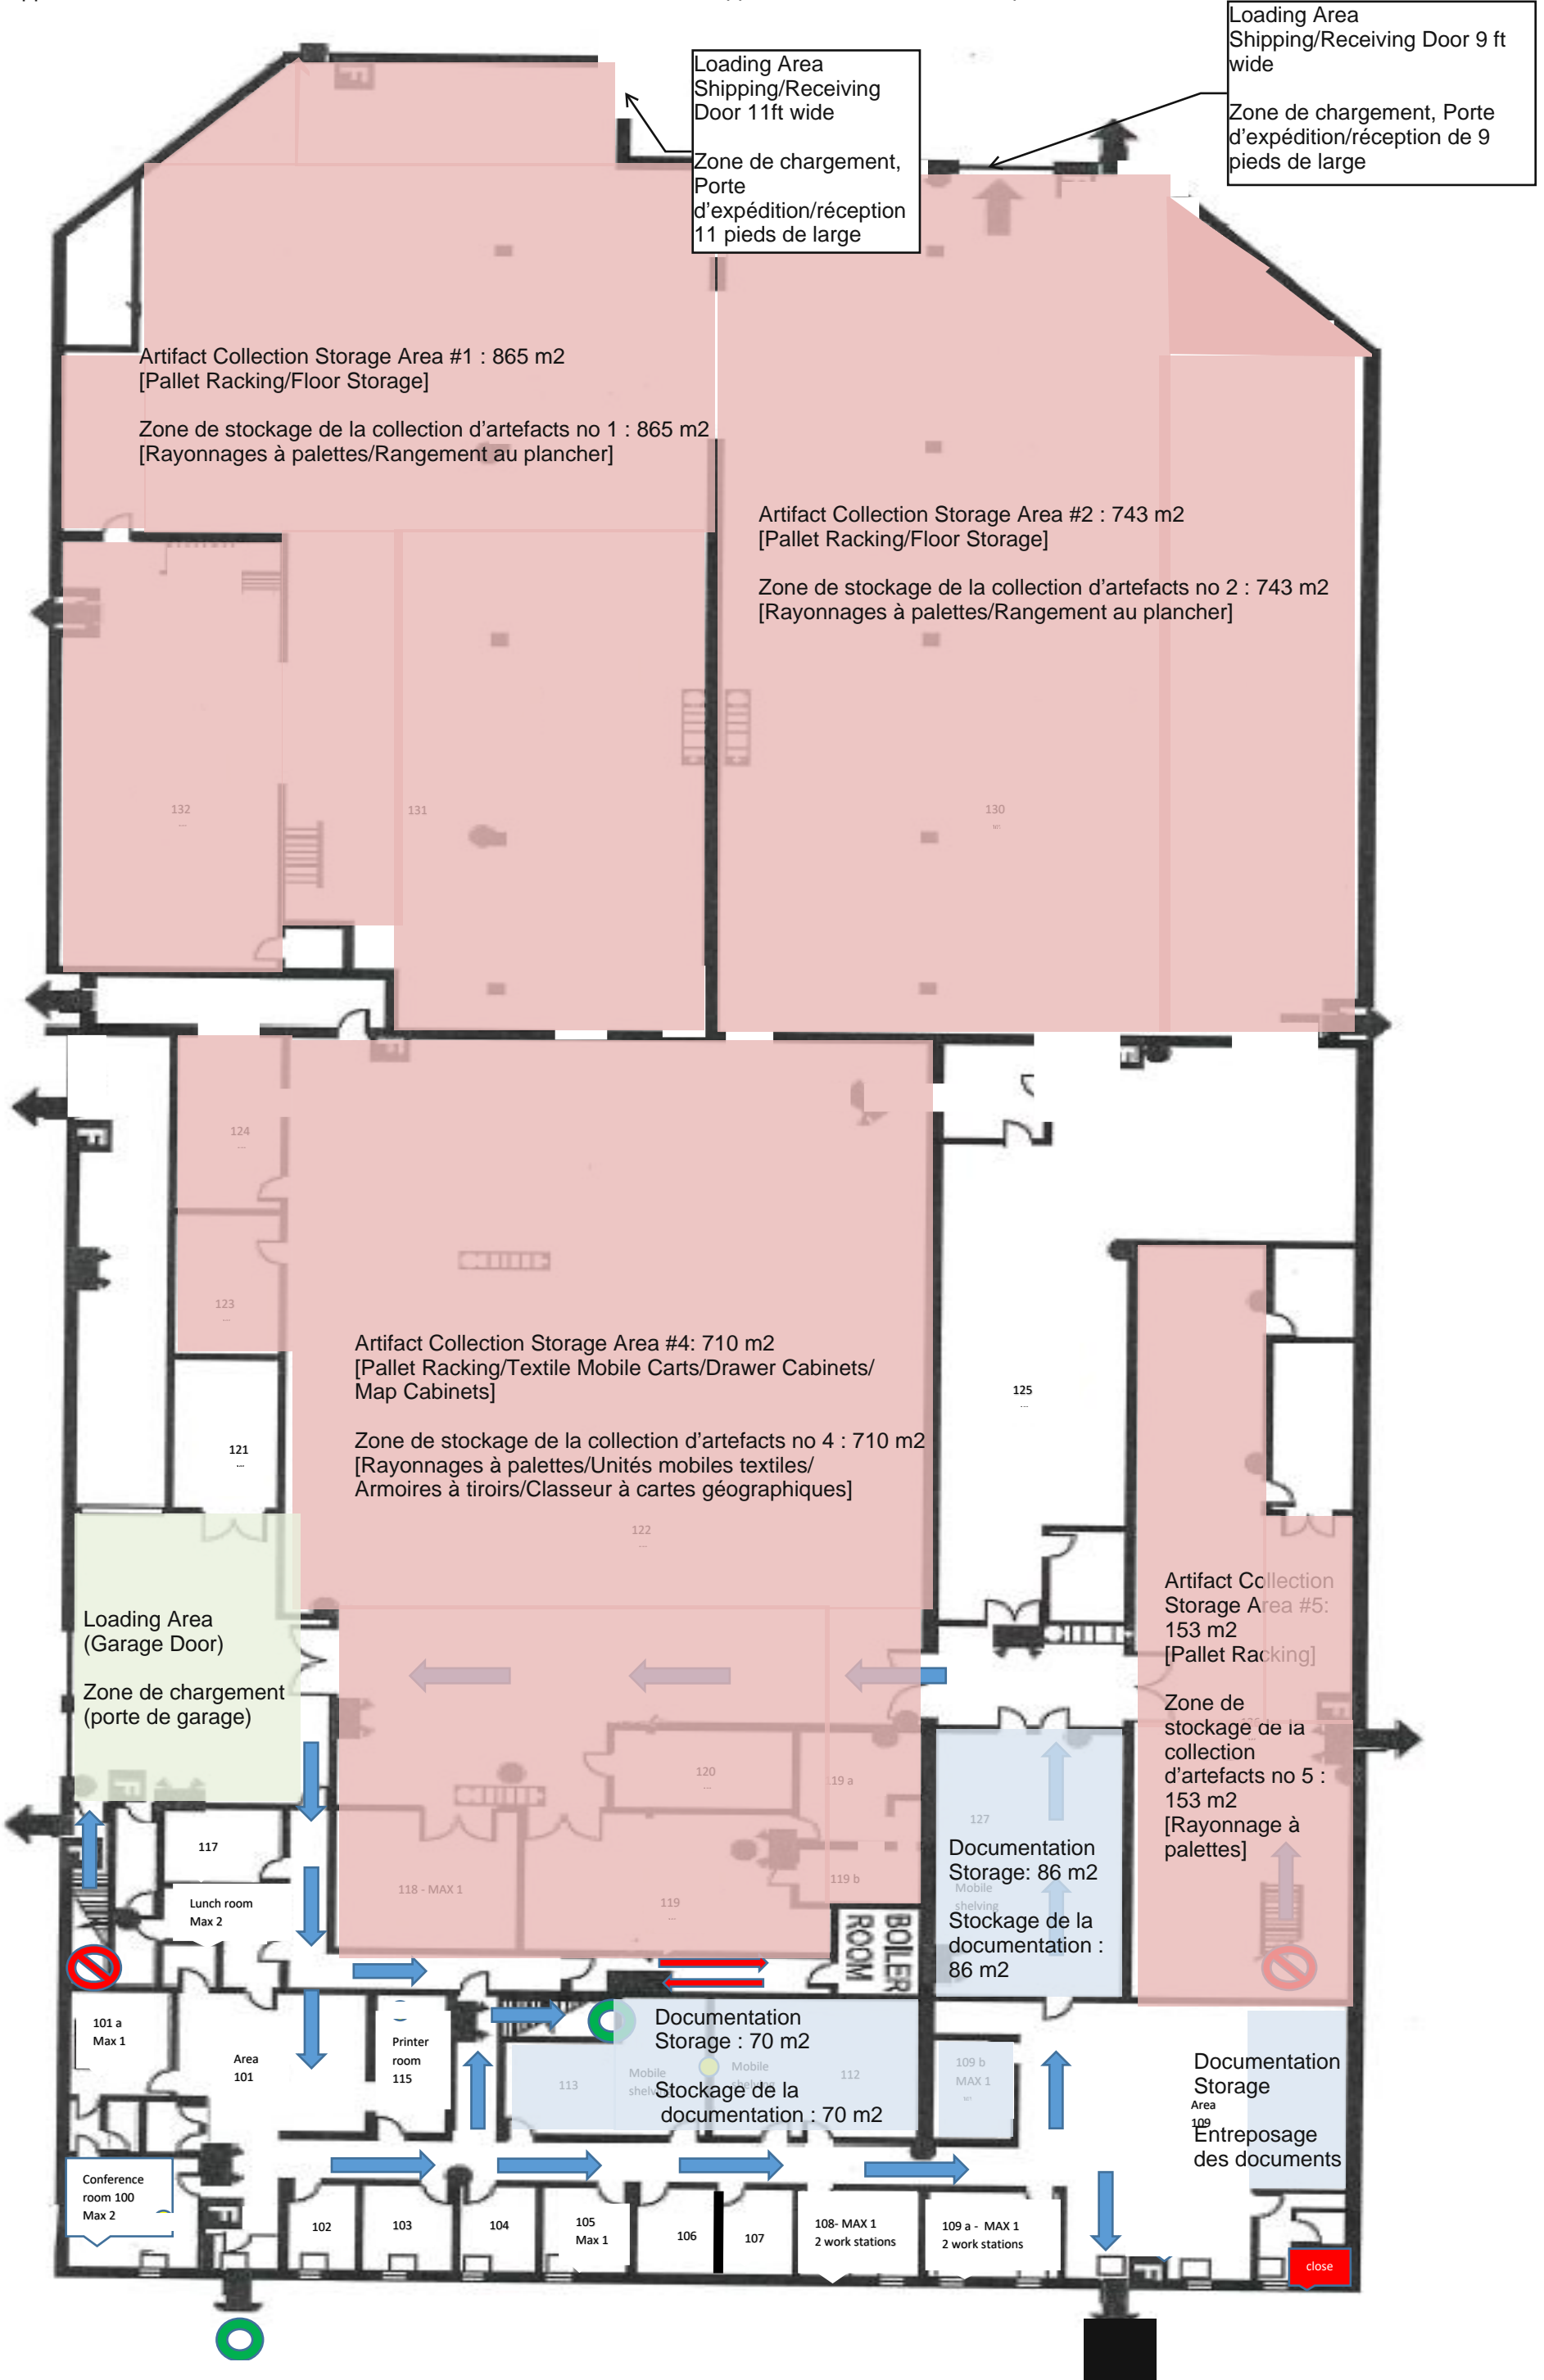 Loading Area
Shipping/Receiving Door 9 ft
wide
Zone de chargement, Porte
d'expédition/réception de 9
pieds de large
Loading Area
Shipping/Receiving
Door 11ft wide
Zone de chargement,
Porte
d'expédition/réception
11 pieds de large
Artifact Collection Storage Area #1 : 865 m2
[Pallet Racking/Floor Storage]
Zone de stockage de la collection d'artefacts no 1 : 865 m2
[Rayonnages à palettes/Rangement au plancher]
Artifact Collection Storage Area #2 : 743 m2
[Pallet Racking/Floor Storage]
Zone de stockage de la collection d'artefacts no 2 : 743 m2
[Rayonnages à palettes/Rangement au plancher]
132
131
130
124
123
Artifact Collection Storage Area #4: 710 m2
[Pallet Racking/Textile Mobile Carts/Drawer Cabinets/
Map Cabinets]
Zone de stockage de la collection d'artefacts no 4 : 710 m2
[Rayonnages à palettes/Unités mobiles textiles/
Armoires à tiroirs/Classeur à cartes géographiques]
125
121
122
Artifact Collection
Storage Area #5:
153 m2
[Pallet Racking]
Zone de
stockage de la
collection
d'artefacts no 5 :
153 m2
[Rayonnage à
palettes]
Loading Area
(Garage Door)
Zone de chargement
(porte de garage)
120
119 a
127
117
118 - MAX 1
119
119 b
Documentation
Storage: 86 m2
Mobile
shelving
Stockage de la
documentation :
86 m2
Lunch room
Max 2
BOILER
ROOM
101 a
Max 1
Area
101
Printer
room
115
Documentation
Storage : 70 m2
113
Mobile
Mobile
112
Stockage de la
documentation : 70 m2
109 b
MAX 1
Documentation
Storage
Area
109
Entreposage
des documents
Conference
room 100
Max 2
102
103
104
105
Max 1
106
107
108- MAX 1
2 work stations
109 a - MAX 1
2 work stations
close